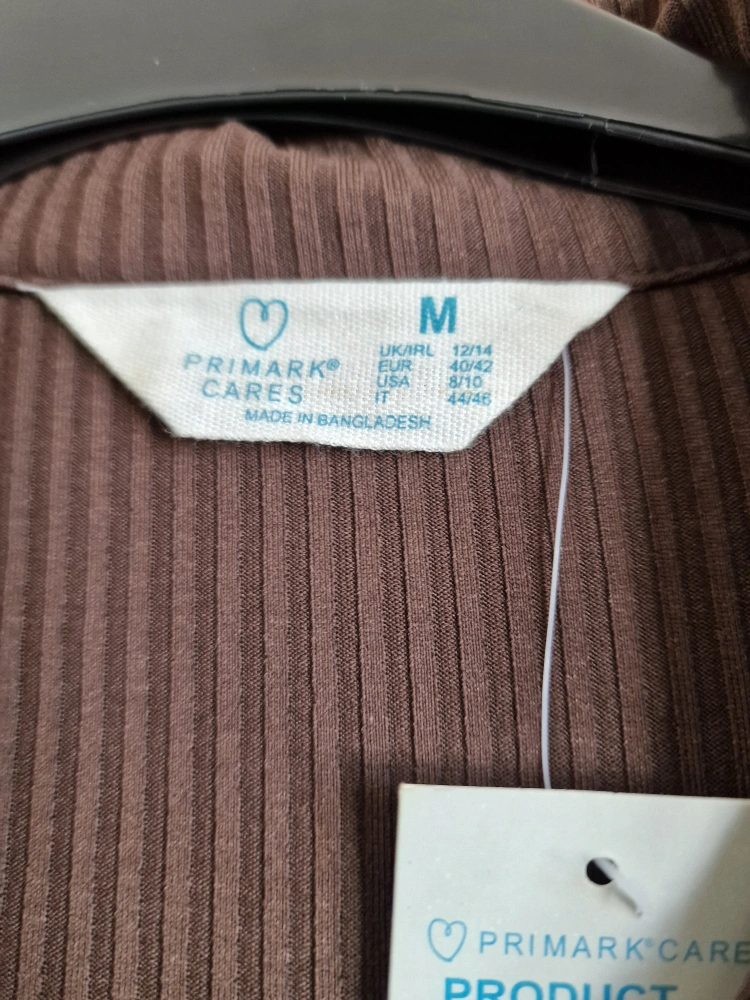 PRIMARK®
CARES
M
UK/IRL 12/14
EUR 40/42
USA 8/10
IT 44/46
MADE IN BANGLADESH
PRIMARK® CARE
PRODUCT